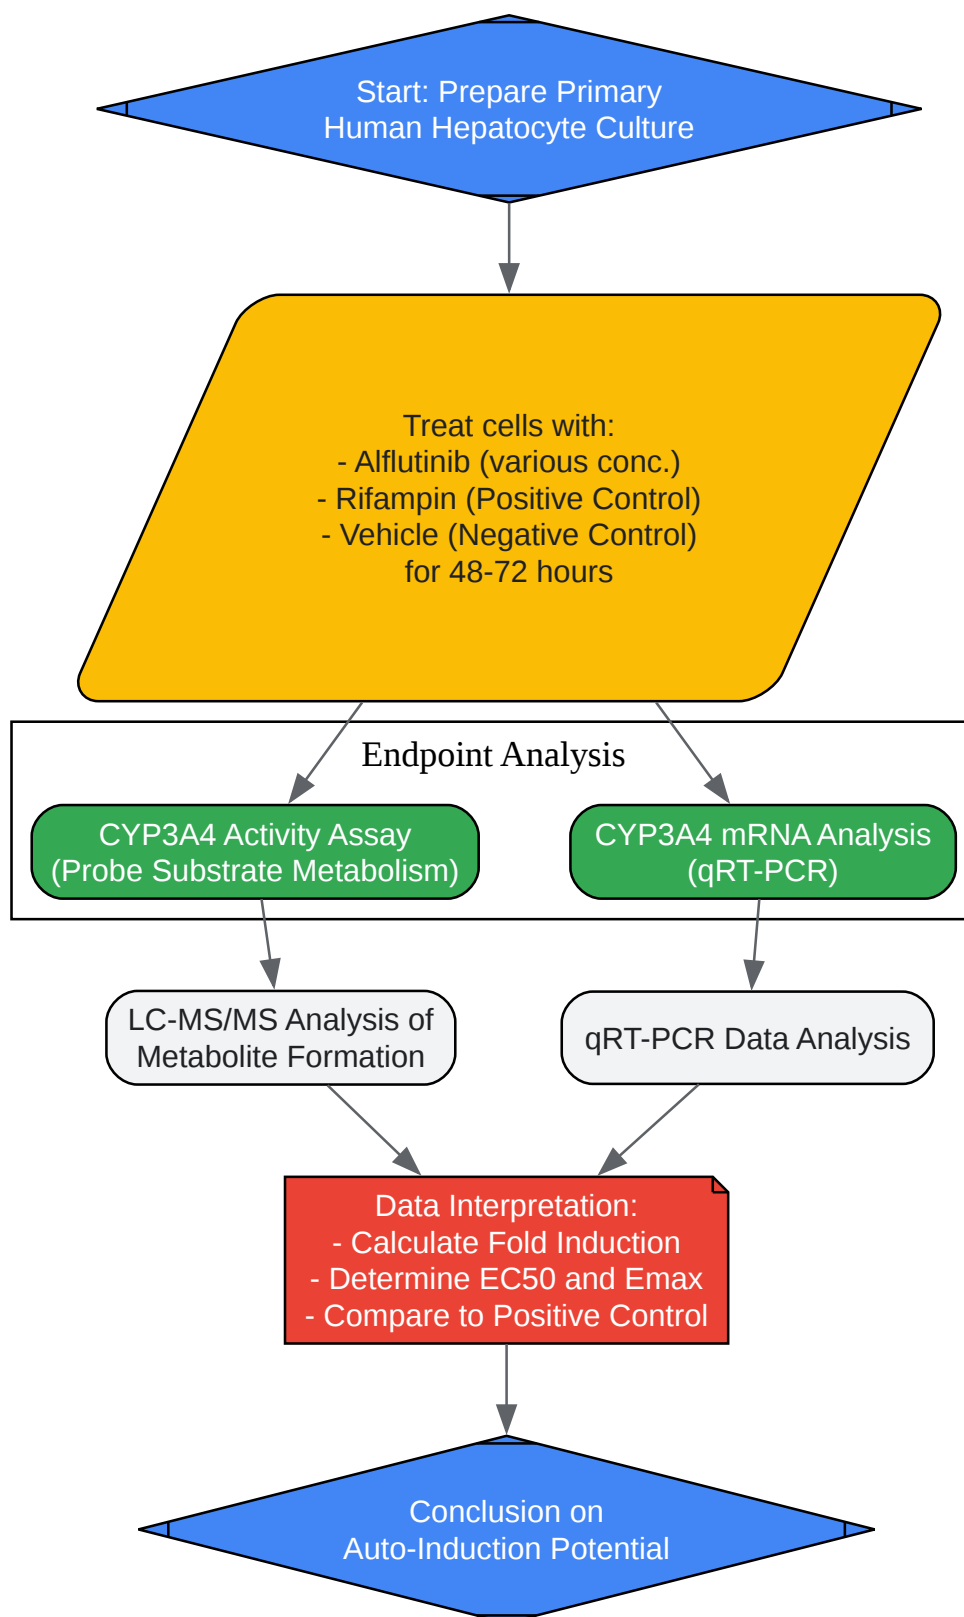 Start: Prepare Primary
Human Hepatocyte Culture
Treat cells with:
- Alflutinib (various conc.)
- Rifampin (Positive Control)
- Vehicle (Negative Control)
for 48-72 hours
Endpoint Analysis
CYP3A4 Activity Assay
(Probe Substrate Metabolism)
CYP3A4 mRNA Analysis
(qRT-PCR)
LC-MS/MS Analysis of
Metabolite Formation
qRT-PCR Data Analysis
Data Interpretation:
- Calculate Fold Induction
- Determine EC50 and Emax
- Compare to Positive Control
Conclusion on
Auto-Induction Potential